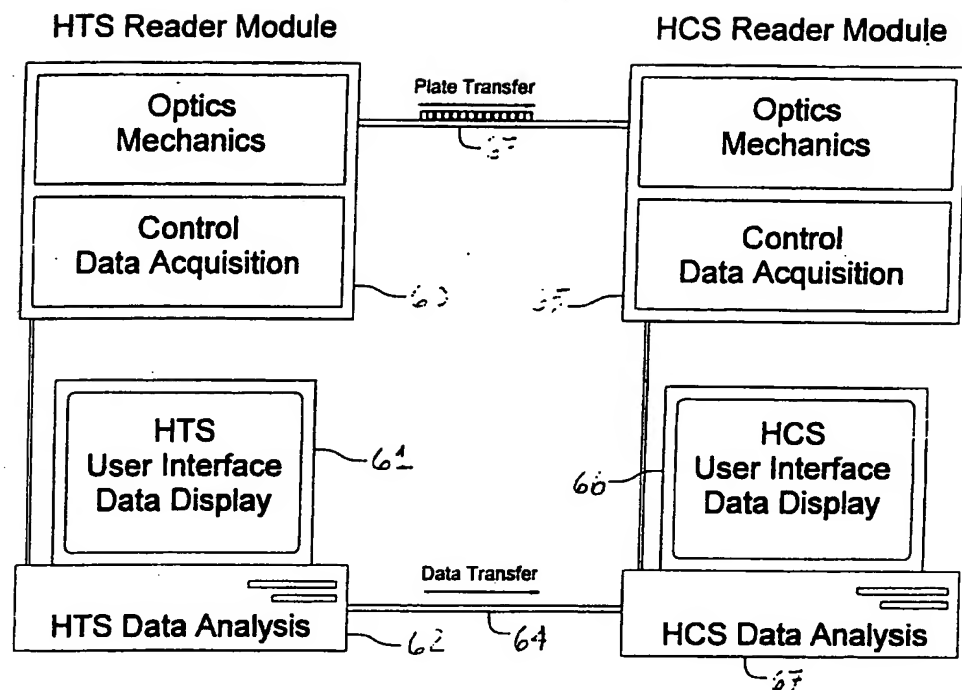 HTS Reader Module
HCS Reader Module
Optics
Mechanics
Control
Data Acquisition
Plate Transfer
Optics
Mechanics
Control
Data Acquisition
HTS
User Interface
Data Display
61
HTS Data Analysis
62
Data Transfer
64
HCS
User Interface
Data Display
66
HCS Data Analysis
67